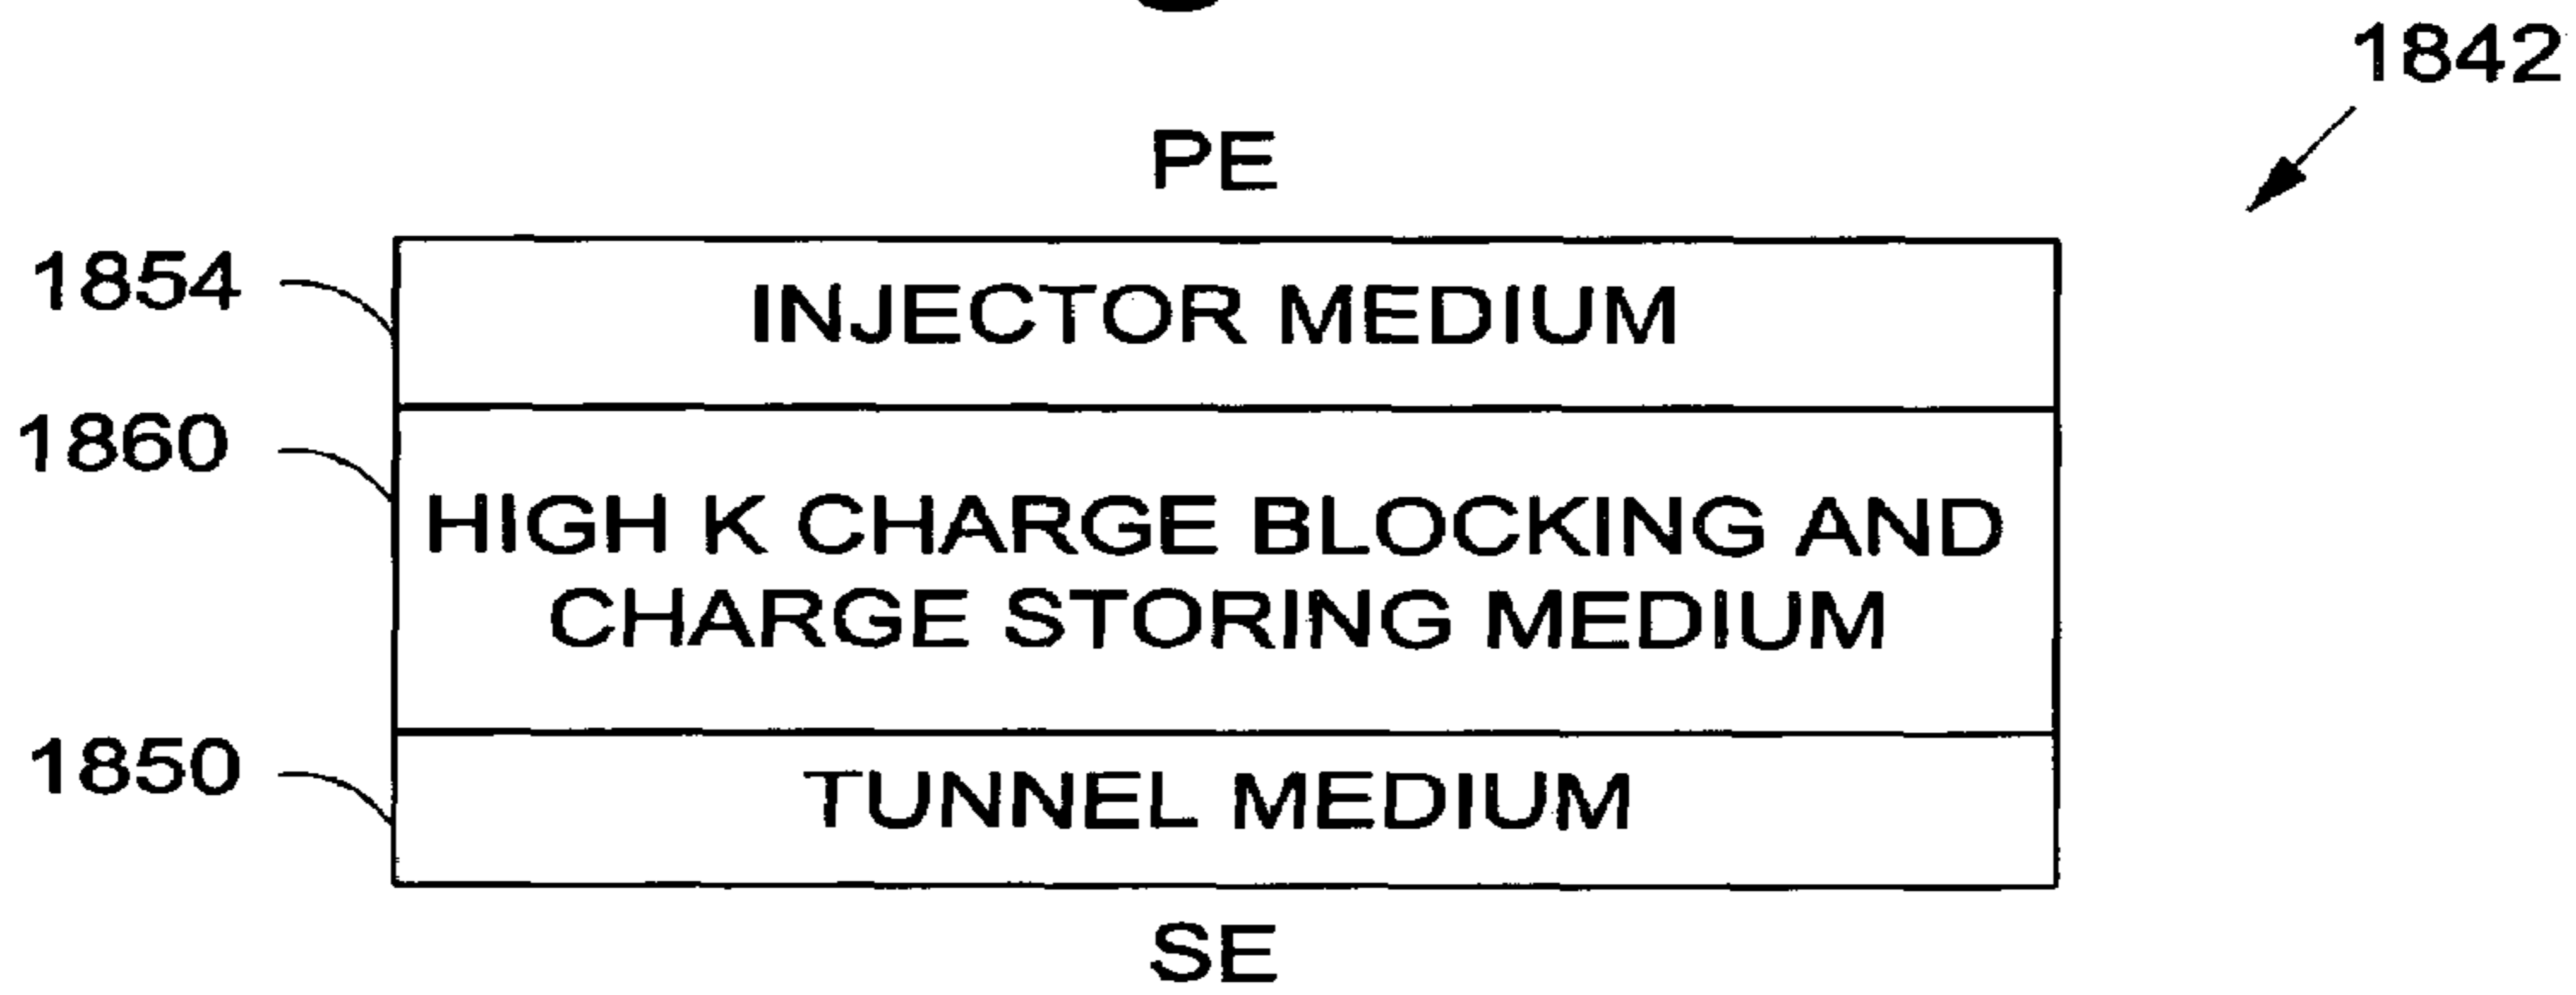 1842
PE
1854
INJECTOR MEDIUM
1860
HIGH K CHARGE BLOCKING AND
CHARGE STORING MEDIUM
1850
TUNNEL MEDIUM
SE